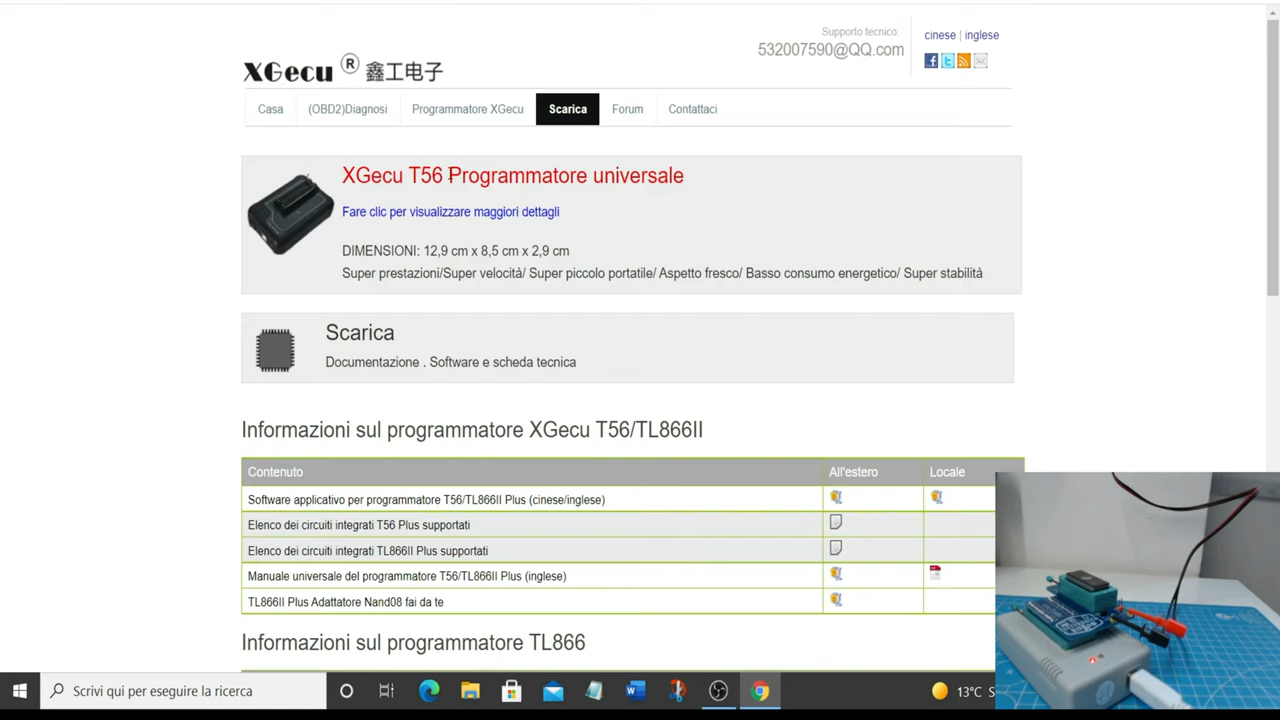 Supporto tecnico:
532007590@QQ.com
cinese | inglese
XGecu ® 鑫工电子
Casa (OBD2)Diagnosi Programmatore XGecu Scarica Forum Contattaci
XGecu T56 Programmatore universale
Fare clic per visualizzare maggiori dettagli
DIMENSIONI: 12,9 cm x 8,5 cm x 2,9 cm
Super prestazioni/Super velocità/ Super piccolo portatile/ Aspetto fresco/ Basso consumo energetico/ Super stabilità
Scarica
Documentazione . Software e scheda tecnica
Informazioni sul programmatore XGecu T56/TL866II
Contenuto All'estero Locale
Software applicativo per programmatore T56/TL866II Plus (cinese/inglese)
Elenco dei circuiti integrati T56 Plus supportati
Elenco dei circuiti integrati TL866II Plus supportati
Manuale universale del programmatore T56/TL866II Plus (inglese)
TL866II Plus Adattatore Nand08 fai da te
Informazioni sul programmatore TL866
Scrivi qui per eseguire la ricerca
13°C S